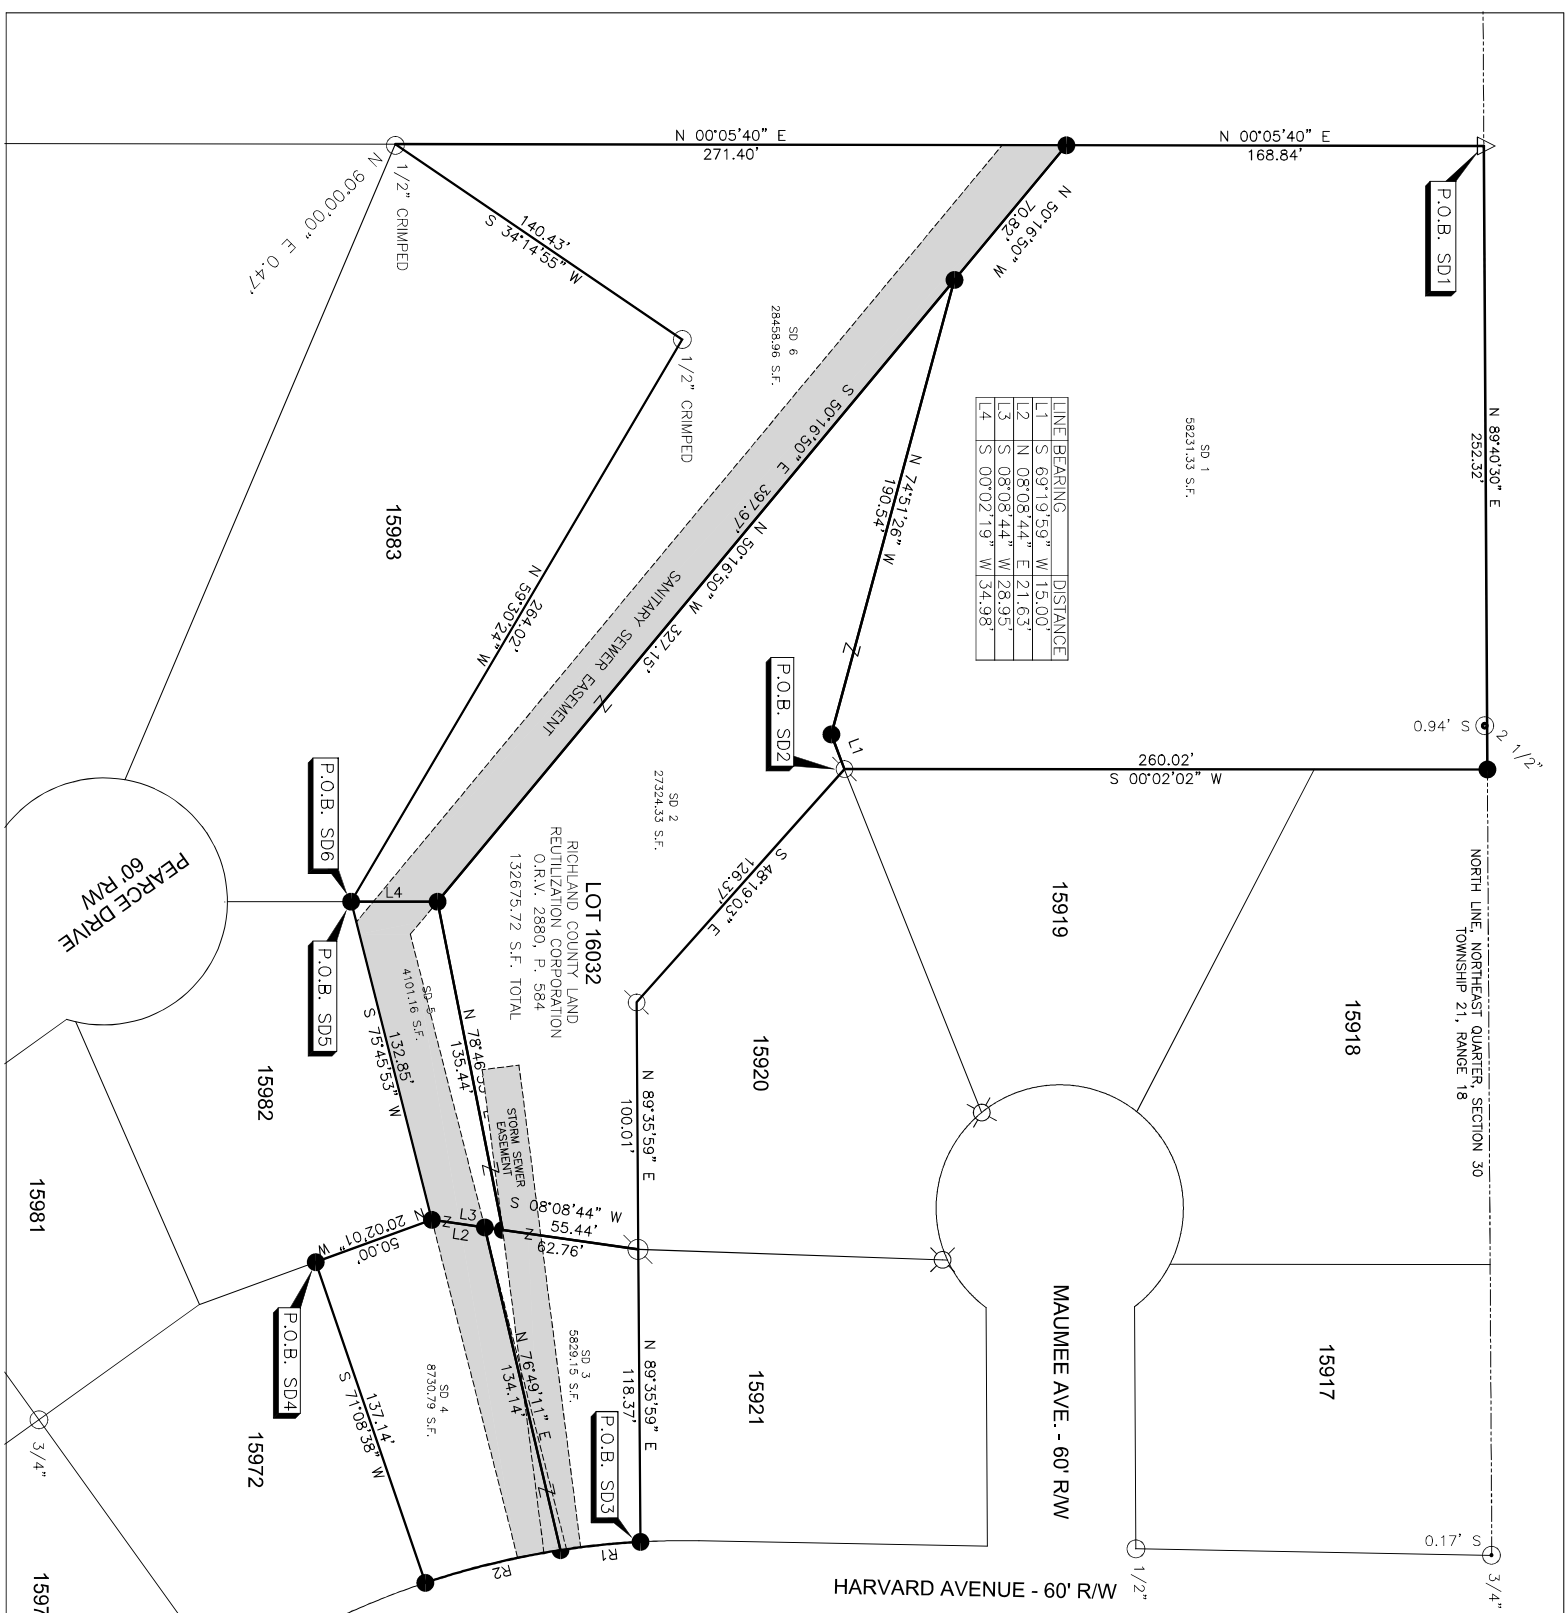 N 89°40'30" E
252.32'
NORTH LINE, NORTHEAST QUARTER, SECTION 30
TOWNSHIP 21, RANGE 18
P.O.B. SD1
2 1/2"
0.94' S
3/4"
0.17' S
N 00°05'40" E
168.84'
SD 1
58231.33 S.F.
260.02'
S 00°02'02" W
15919
15918
15917
LINE BEARING DISTANCE
L1 S 69°19'59" W 15.00'
L2 N 08°08'44" E 21.63'
L3 S 08°08'44" W 28.95'
L4 S 00°02'19" W 34.98'
1/2"
MAUMEE AVE. - 60' R/W
HARVARD AVENUE - 60' R/W
N 50°16'50" W
70.82'
N 74°51'26" W
190.54'
Z
L1
P.O.B. SD2
S 48°19'03" E
126.37'
15920
15921
SD 6
28458.96 S.F.
S 50°16'50" E 397.97'
N 50°16'50" W 327.15'
Z
SANITARY SEWER EASEMENT
SD 2
27324.33 S.F.
N 89°35'59" E
100.01'
N 89°35'59" E
118.37'
P.O.B. SD3
N 00°05'40" E
271.40'
LOT 16032
RICHLAND COUNTY LAND
REUTILIZATION CORPORATION
O.R.V. 2880, P. 584
132675.72 S.F. TOTAL
S 08°08'44" W
55.44'
Z 62.76'
STORM SEWER
EASEMENT
SD 3
5829.15 S.F.
R1
1/2" CRIMPED
140.43'
S 34°14'55" W
N 59°30'24" W
264.02'
N 78°46'
135.44'
Z
N 76°49'11" E
134.14'
Z
R2
1/2" CRIMPED
N 90°00'00" E 0.47'
15983
L4
SD 5
4101.16 S.F.
132.85'
S 75°45'53" W
L3
Z L2
SD 4
8730.79 S.F.
P.O.B. SD6
P.O.B. SD5
N 20°02'01" W
50.00'
P.O.B. SD4
137.14'
S 71°08'38" W
PEARCE DRIVE
60' R/W
15982
15972
15981
3/4"
1597